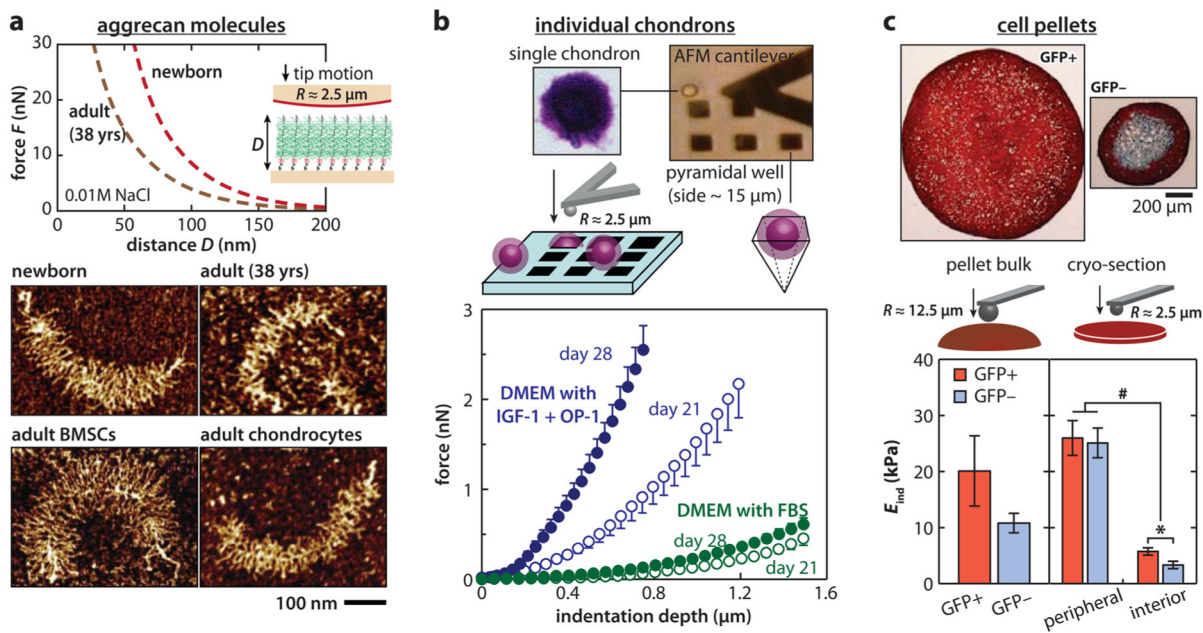 a
aggrecan molecules
30
20
10
0
force F (nN)
newborn
adult
(38 yrs)
0.01M NaCl
tip motion
R ≈ 2.5 μm
D
0
50
100
150
200
distance D (nm)
newborn
adult (38 yrs)
adult BMSCs
adult chondrocytes
100 nm
b
individual chondrons
single chondron
AFM cantilever
pyramidal well
(side ~ 15 μm)
R ≈ 2.5 μm
3
2
1
0
force (nN)
day 28
DMEM with
IGF-1 + OP-1
day 21
DMEM with FBS
28
day 21
0
0.3
0.6
0.9
1.2
1.5
indentation depth (μm)
c
cell pellets
GFP+
GFP–
200 μm
pellet bulk
cryo-section
R ≈ 12.5 μm
R ≈ 2.5 μm
40
30
20
10
0
Eind (kPa)
GFP+
GFP–
#
*
GFP+
GFP–
peripheral
interior